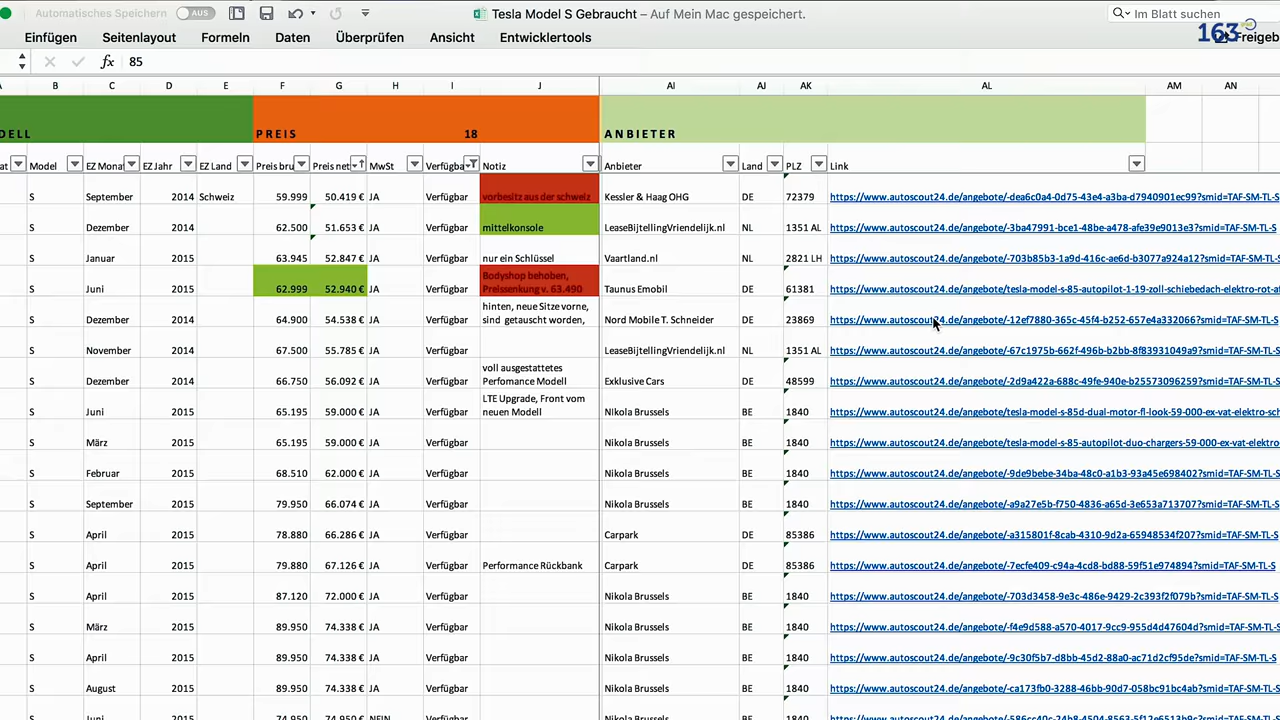 Automatisches Speichern AUS Tesla Model S Gebraucht – Auf Mein Mac gespeichert. Im Blatt suchen
Einfügen Seitenlayout Formeln Daten Überprüfen Ansicht Entwicklertools 163 Grad Freigeb
fx 85
B C D E F G H I J AI AJ AK AL AM AN
DELL PREIS 18 ANBIETER
at Model EZ Monat EZ Jahr EZ Land Preis bru Preis net MwSt Verfügba Notiz Anbieter Land PLZ Link
S September 2014 Schweiz 59.999 50.419 € JA Verfügbar vorbesitz aus der schweiz Kessler & Haag OHG DE 72379 https://www.autoscout24.de/angebote/-dea6c0a4-0d75-43e4-a3ba-d7940901ec99?smid=TAF-SM-TL-S
S Dezember 2014 62.500 51.653 € JA Verfügbar mittelkonsole LeaseBijtellingVriendelijk.nl NL 1351 AL https://www.autoscout24.de/angebote/-3ba47991-bce1-48be-a478-afe39e9013e3?smid=TAF-SM-TL-S
S Januar 2015 63.945 52.847 € JA Verfügbar nur ein Schlüssel Vaartland.nl NL 2821 LH https://www.autoscout24.de/angebote/-703b85b3-1a9d-416c-ae6d-b3077a924a12?smid=TAF-SM-TL-S
Bodyshop behoben,
S Juni 2015 62.999 52.940 € JA Verfügbar Preissenkung v. 63.490 Taunus Emobil DE 61381 https://www.autoscout24.de/angebote/tesla-model-s-85-autopilot-1-19-zoll-schiebedach-elektro-rot-af
hinten, neue Sitze vorne,
S Dezember 2014 64.900 54.538 € JA Verfügbar sind getauscht worden, Nord Mobile T. Schneider DE 23869 https://www.autoscout24.de/angebote/-12ef7880-365c-45f4-b252-657e4a332066?smid=TAF-SM-TL-S
S November 2014 67.500 55.785 € JA Verfügbar LeaseBijtellingVriendelijk.nl NL 1351 AL https://www.autoscout24.de/angebote/-67c1975b-662f-496b-b2bb-8f83931049a9?smid=TAF-SM-TL-S
voll ausgestattetes
S Dezember 2014 66.750 56.092 € JA Verfügbar Perfomance Modell Exklusive Cars DE 48599 https://www.autoscout24.de/angebote/-2d9a422a-688c-49fe-940e-b25573096259?smid=TAF-SM-TL-S
LTE Upgrade, Front vom
S Juni 2015 65.195 59.000 € JA Verfügbar neuen Modell Nikola Brussels BE 1840 https://www.autoscout24.de/angebote/tesla-model-s-85d-dual-motor-fl-look-59-000-ex-vat-elektro-sch
S März 2015 65.195 59.000 € JA Verfügbar Nikola Brussels BE 1840 https://www.autoscout24.de/angebote/tesla-model-s-85-autopilot-duo-chargers-59-000-ex-vat-elektro-
S Februar 2015 68.510 62.000 € JA Verfügbar Nikola Brussels BE 1840 https://www.autoscout24.de/angebote/-9de9bebe-34ba-48c0-a1b3-93a45e698402?smid=TAF-SM-TL-S
S September 2015 79.950 66.074 € JA Verfügbar Nikola Brussels BE 1840 https://www.autoscout24.de/angebote/-a9a27e5b-f750-4836-a65d-3e653a713707?smid=TAF-SM-TL-S
S April 2015 78.880 66.286 € JA Verfügbar Carpark DE 85386 https://www.autoscout24.de/angebote/-a315801f-8cab-4310-9d2a-65948534f207?smid=TAF-SM-TL-S
S April 2015 79.880 67.126 € JA Verfügbar Performance Rückbank Carpark DE 85386 https://www.autoscout24.de/angebote/-7ecfe409-c94a-4cd8-bd88-59f51e974894?smid=TAF-SM-TL-S
S April 2015 87.120 72.000 € JA Verfügbar Nikola Brussels BE 1840 https://www.autoscout24.de/angebote/-703d3458-9e3c-486e-9429-2c393f2f079b?smid=TAF-SM-TL-S
S März 2015 89.950 74.338 € JA Verfügbar Nikola Brussels BE 1840 https://www.autoscout24.de/angebote/-f4e9d588-a570-4017-9cc9-955d4d47604d?smid=TAF-SM-TL-S
S April 2015 89.950 74.338 € JA Verfügbar Nikola Brussels BE 1840 https://www.autoscout24.de/angebote/-9c30f5b7-d8bb-45d2-88a0-ac71d2cf95de?smid=TAF-SM-TL-S
S August 2015 89.950 74.338 € JA Verfügbar Nikola Brussels BE 1840 https://www.autoscout24.de/angebote/-ca173fb0-3288-46bb-90d7-058bc91bc4ab?smid=TAF-SM-TL-S
S Juni 2015 74.950 74.950 € NEIN Verfügbar Nikola Brussels BE 1840